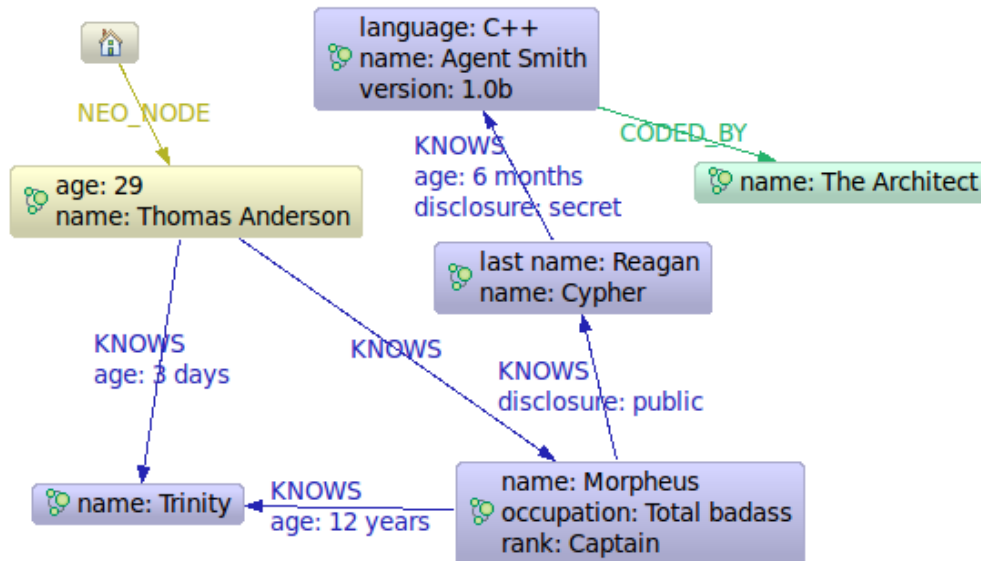 language: C++
name: Agent Smith
version: 1.0b
NEO_NODE
CODED_BY
KNOWS
age: 6 months
disclosure: secret
age: 29
name: Thomas Anderson
name: The Architect
last name: Reagan
name: Cypher
KNOWS
age: 3 days
KNOWS
KNOWS
disclosure: public
name: Trinity
KNOWS
age: 12 years
name: Morpheus
occupation: Total badass
rank: Captain